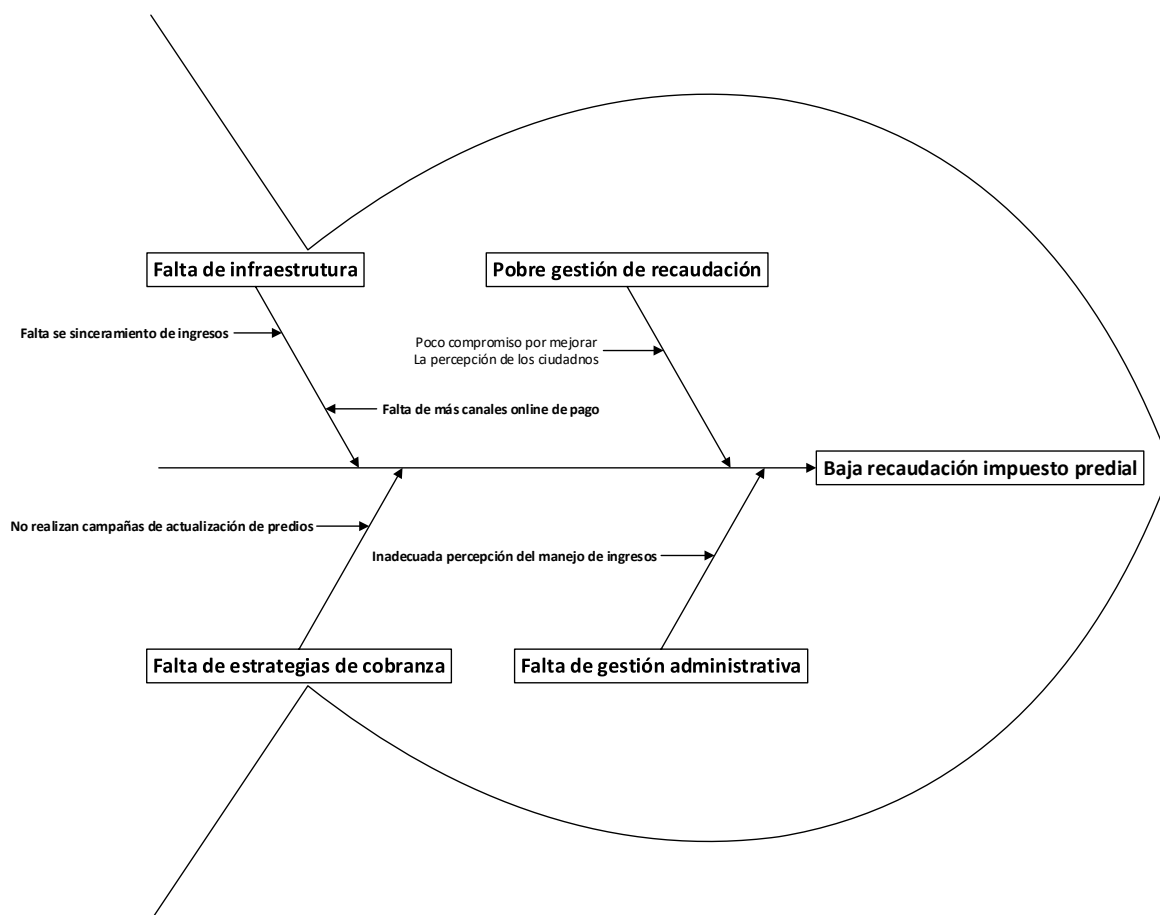 Falta de infraestrutura
Pobre gestión de recaudación
Falta se sinceramiento de ingresos
Poco compromiso por mejorar
La percepción de los ciudadnos
Falta de más canales online de pago
Baja recaudación impuesto predial
No realizan campañas de actualización de predios
Inadecuada percepción del manejo de ingresos
Falta de estrategias de cobranza
Falta de gestión administrativa